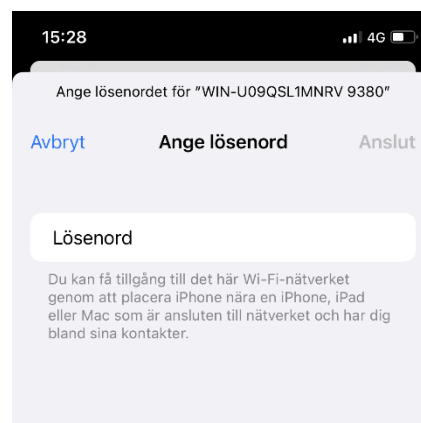 15:28 4G
Ange lösenordet för "WIN-U09QSL1MNRV 9380"
Avbryt Ange lösenord Anslut
Lösenord
Du kan få tillgång till det här Wi-Fi-nätverket
genom att placera iPhone nära en iPhone, iPad
eller Mac som är ansluten till nätverket och har dig
bland sina kontakter.